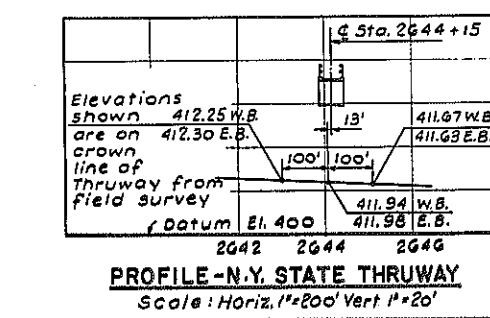 ℄ Sta. 2644+15
Elevations
shown 412.25 W.B.
are on 412.30 E.B.
crown
line of
Thruway from
field survey
13'
411.67 W.B.
411.63 E.B.
100' 100'
411.94 W.B.
411.98 E.B.
Datum El. 400
2642 2644 2646
PROFILE-N.Y. STATE THRUWAY
Scale: Horiz. 1"=200' Vert 1"=20'